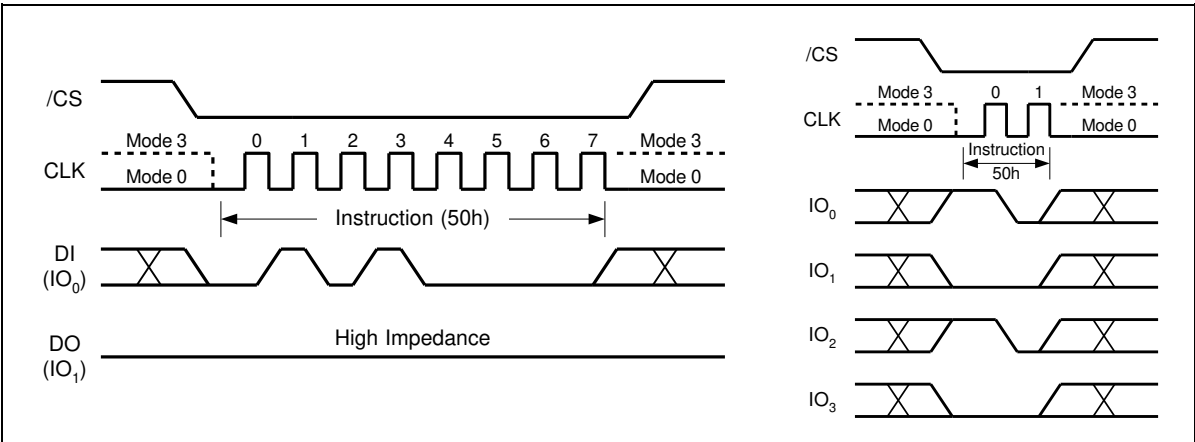 /CS
Mode 3 0 1 2 3 4 5 6 7 Mode 3
CLK
Mode 0 Mode 0
Instruction (50h)
DI
(IO₀)
High Impedance
DO
(IO₁)
/CS
Mode 3 0 1 Mode 3
CLK
Mode 0 Mode 0
Instruction
50h
IO₀
IO₁
IO₂
IO₃